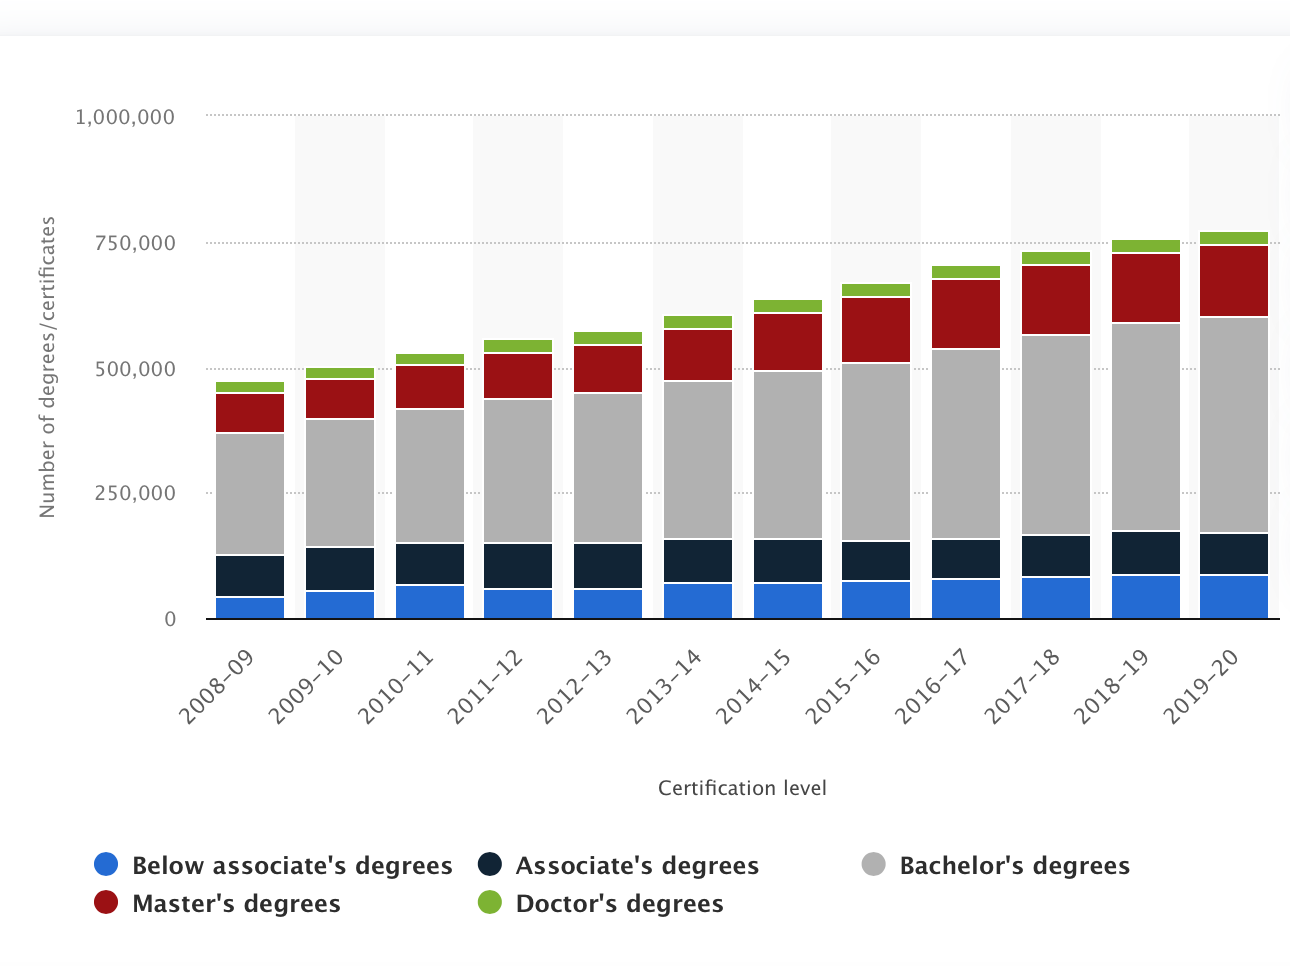 1,000,000
750,000
500,000
250,000
0
Number of degrees/certificates
2008-09
2009-10
2010-11
2011-12
2012-13
2013-14
2014-15
2015-16
2016-17
2017-18
2018-19
2019-20
Certification level
Below associate's degrees
Associate's degrees
Bachelor's degrees
Master's degrees
Doctor's degrees